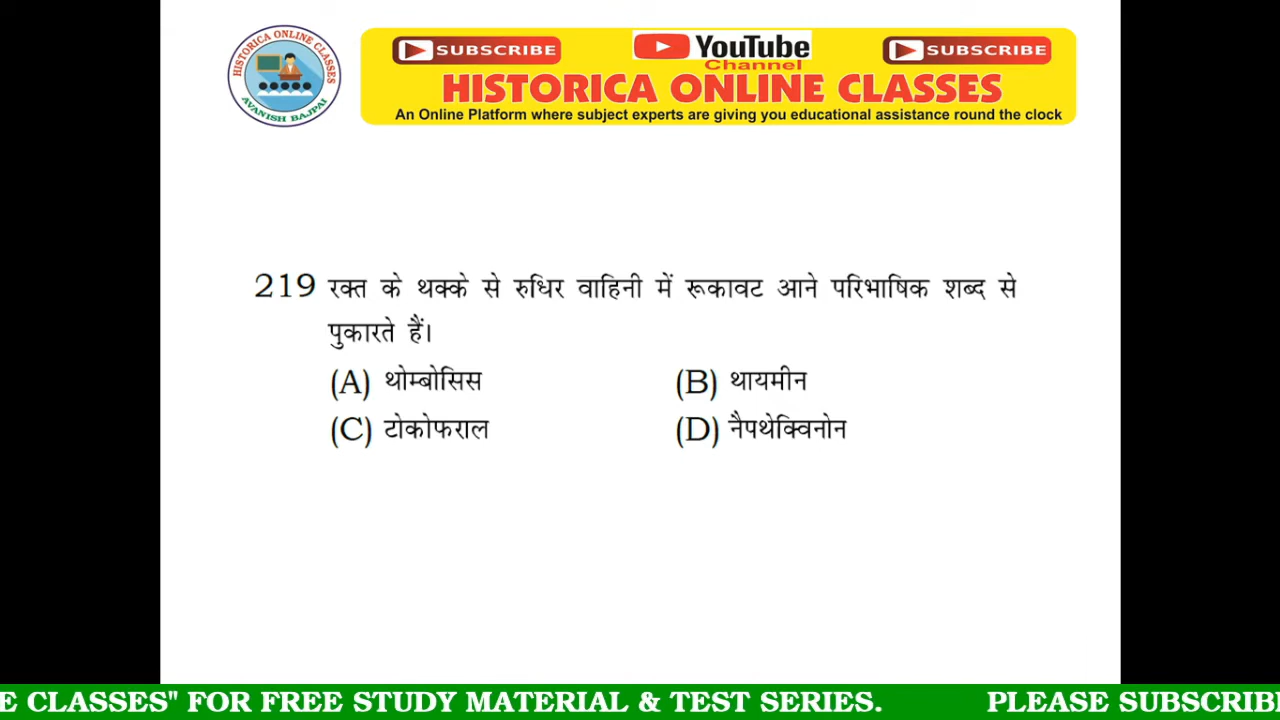 HISTORICA ONLINE CLASSES
AVANISH BAJPAI
SUBSCRIBE
YouTube
Channel
SUBSCRIBE
HISTORICA ONLINE CLASSES
An Online Platform where subject experts are giving you educational assistance round the clock
219 रक्त के थक्के से रुधिर वाहिनी में रूकावट आने परिभाषिक शब्द से
पुकारते हैं।
(A) थोम्बोसिस (B) थायमीन
(C) टोकोफराल (D) नैपथेक्विनोन
E CLASSES" FOR FREE STUDY MATERIAL & TEST SERIES. PLEASE SUBSCRIB